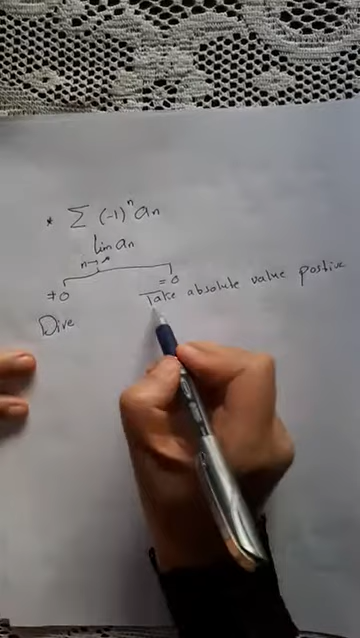 * Σ (-1)ⁿ an
lim an
n→∞
≠0 =0
Dive Take absolute value postive